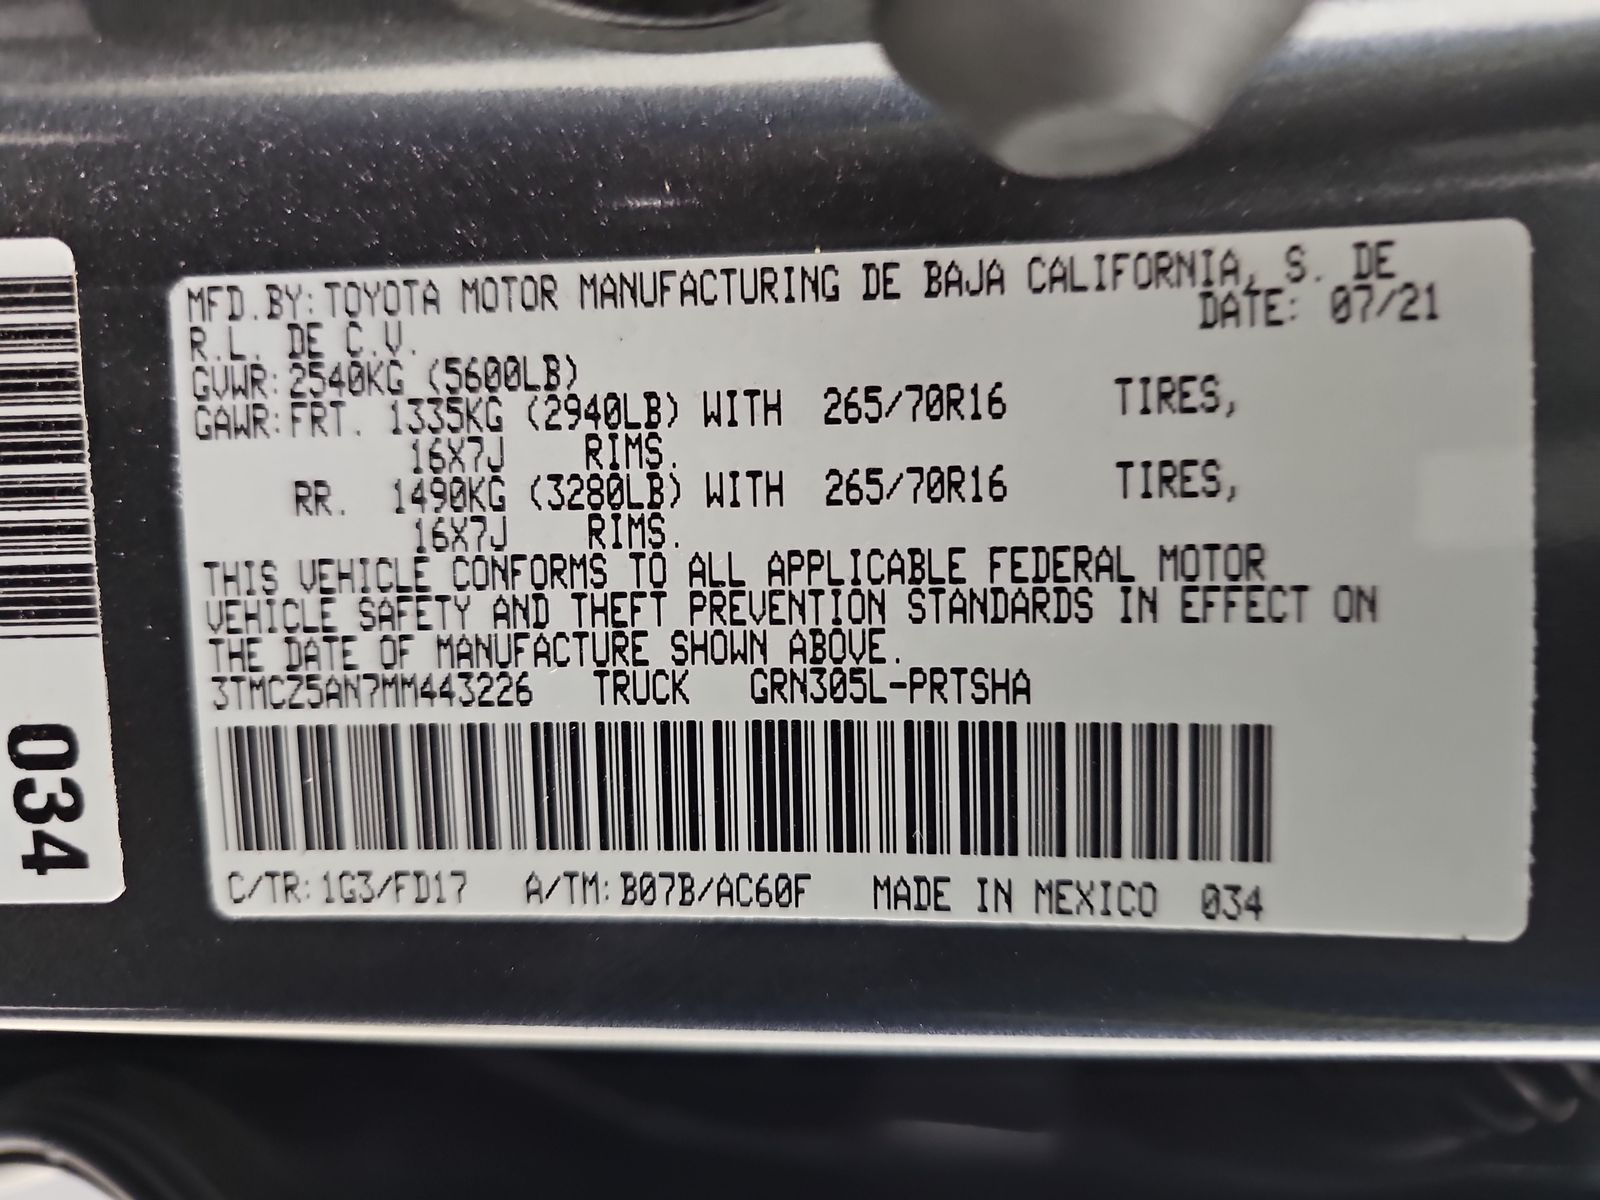 MFD.BY:TOYOTA MOTOR MANUFACTURING DE BAJA CALIFORNIA, S. DE
R.L. DE C.V.
DATE: 07/21
GVWR:2540KG (5600LB)
GAWR:FRT. 1335KG (2940LB) WITH 265/70R16 TIRES,
16X7J RIMS.
RR. 1490KG (3280LB) WITH 265/70R16 TIRES,
16X7J RIMS.
THIS VEHICLE CONFORMS TO ALL APPLICABLE FEDERAL MOTOR
VEHICLE SAFETY AND THEFT PREVENTION STANDARDS IN EFFECT ON
THE DATE OF MANUFACTURE SHOWN ABOVE.
3TMCZ5AN7MM443226 TRUCK GRN305L-PRTSHA
C/TR:1G3/FD17 A/TM:B07B/AC60F MADE IN MEXICO 034
034